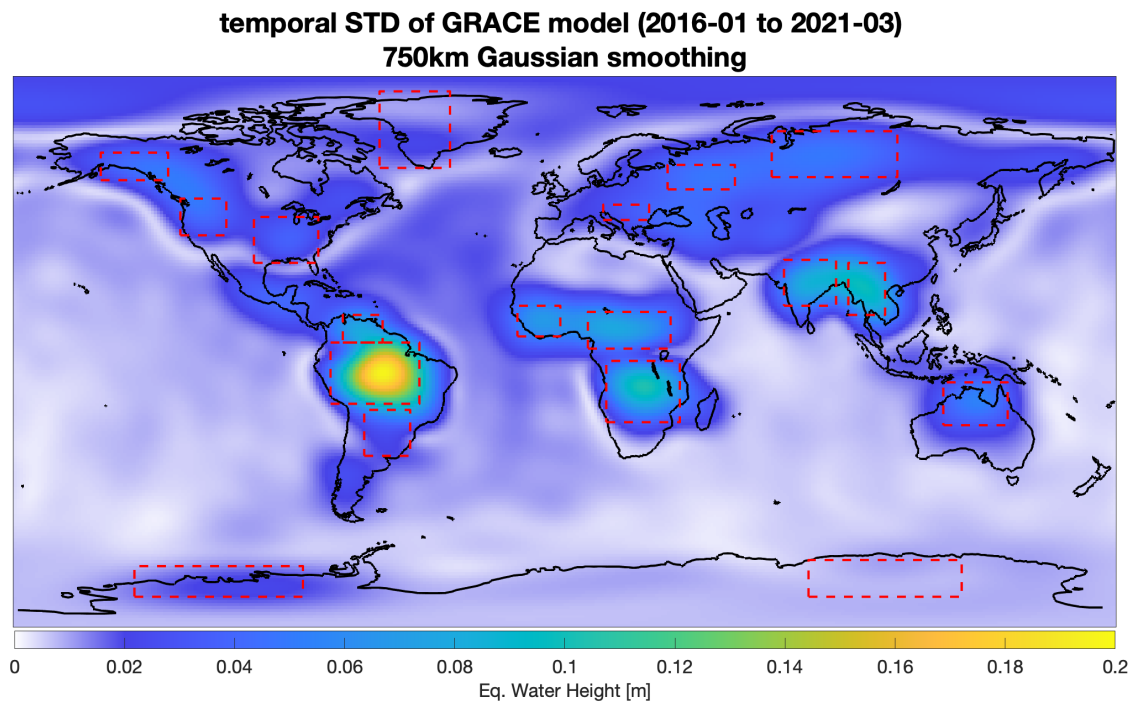 temporal STD of GRACE model (2016-01 to 2021-03)
750km Gaussian smoothing
0 0.02 0.04 0.06 0.08 0.1 0.12 0.14 0.16 0.18 0.2
Eq. Water Height [m]